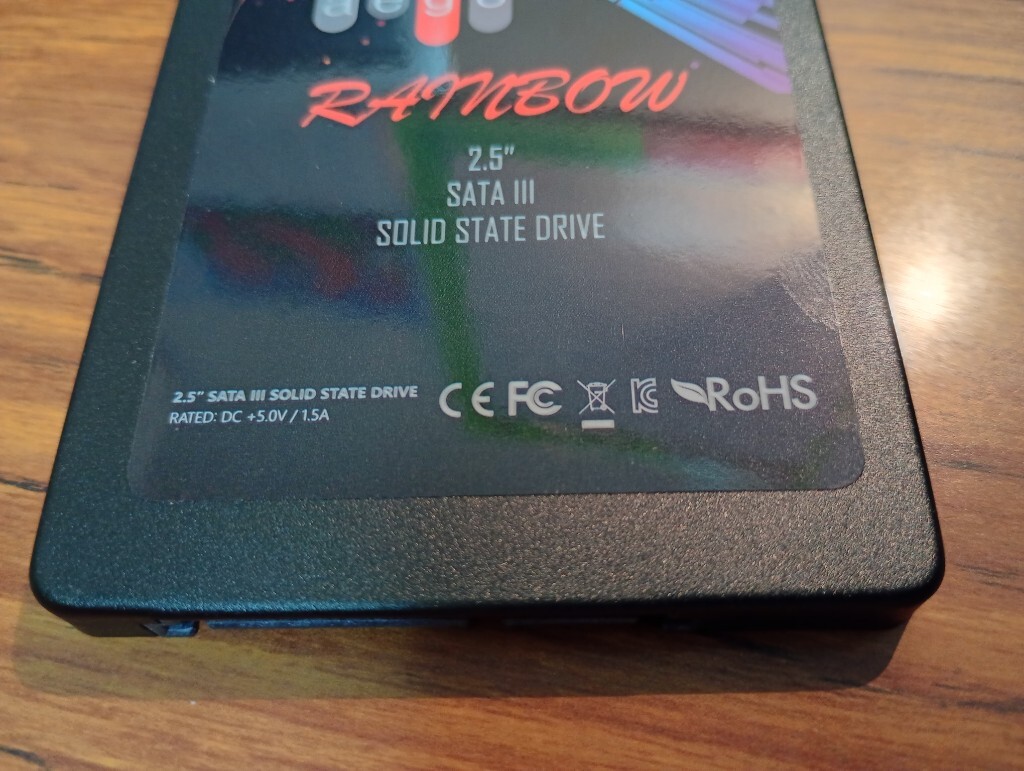 aego
RAINBOW
2.5"
SATA III
SOLID STATE DRIVE
2.5" SATA III SOLID STATE DRIVE
RATED: DC +5.0V / 1.5A
CE FC RoHS